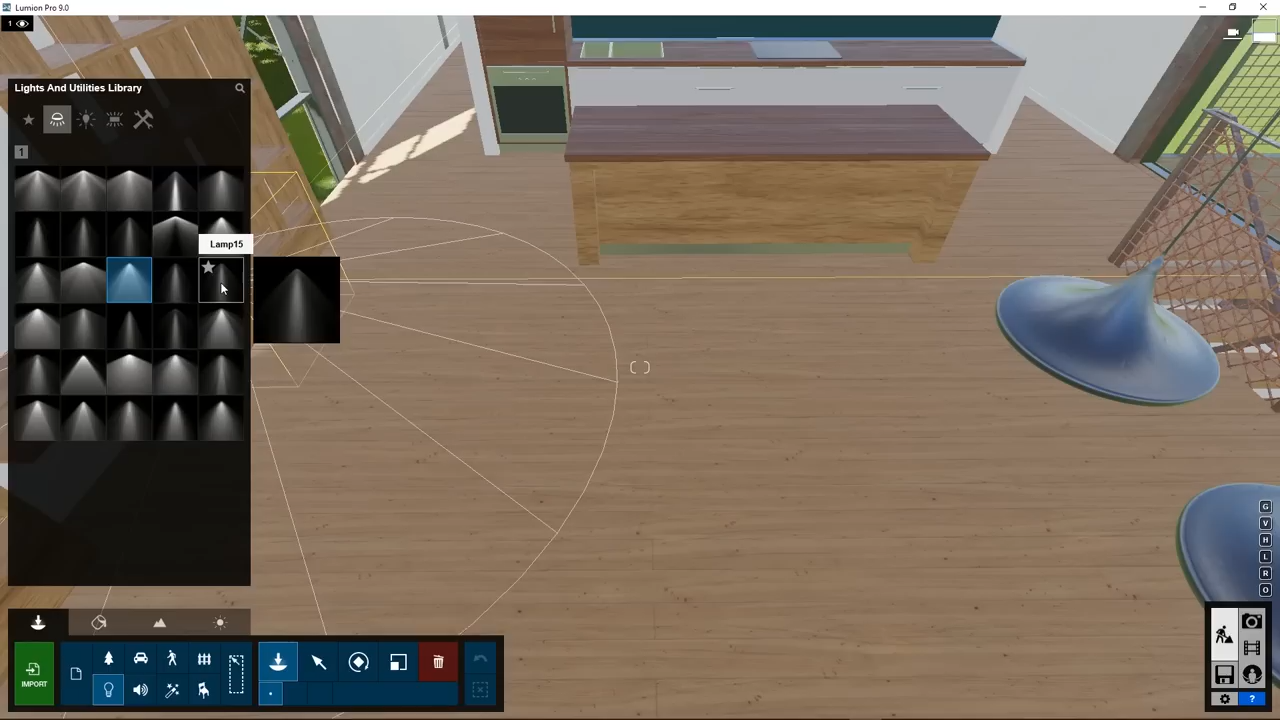 Lumion Pro 9.0
1
Lights And Utilities Library
1
Lamp15
G
V
H
L
R
O
IMPORT
?